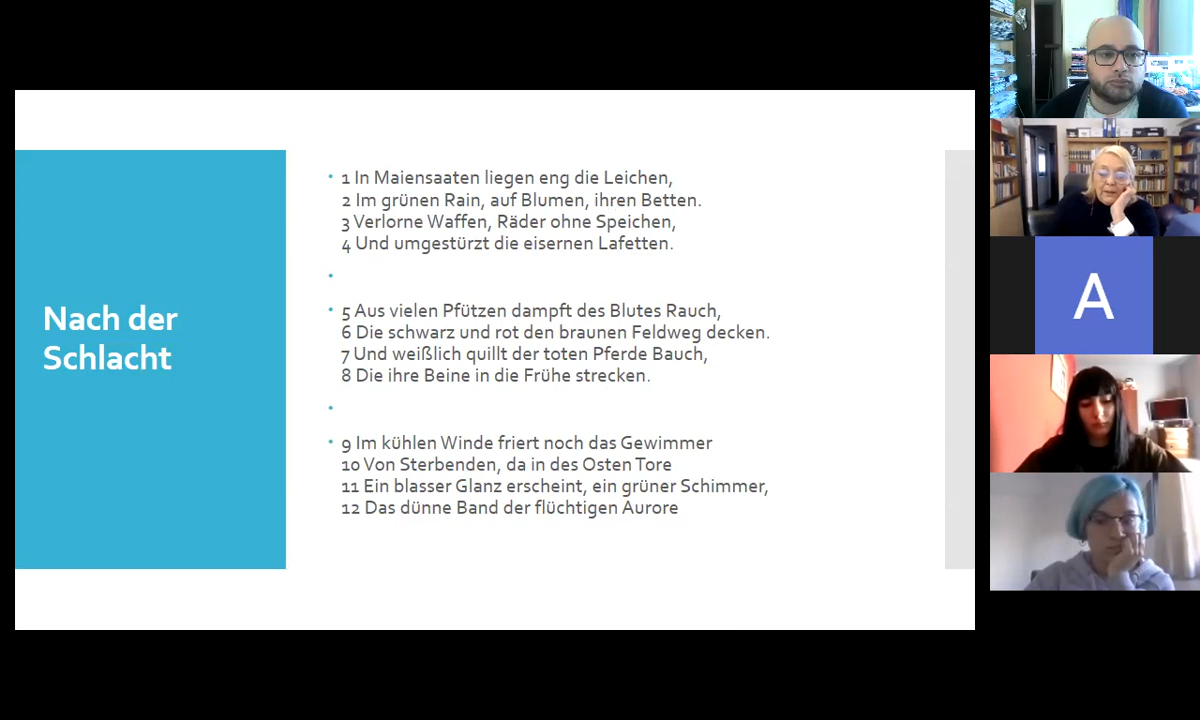 Nach der
Schlacht
1 In Maiensaaten liegen eng die Leichen,
2 Im grünen Rain, auf Blumen, ihren Betten.
3 Verlorne Waffen, Räder ohne Speichen,
4 Und umgestürzt die eisernen Lafetten.
5 Aus vielen Pfützen dampft des Blutes Rauch,
6 Die schwarz und rot den braunen Feldweg decken.
7 Und weißlich quillt der toten Pferde Bauch,
8 Die ihre Beine in die Frühe strecken.
9 Im kühlen Winde friert noch das Gewimmer
10 Von Sterbenden, da in des Osten Tore
11 Ein blasser Glanz erscheint, ein grüner Schimmer,
12 Das dünne Band der flüchtigen Aurore
A